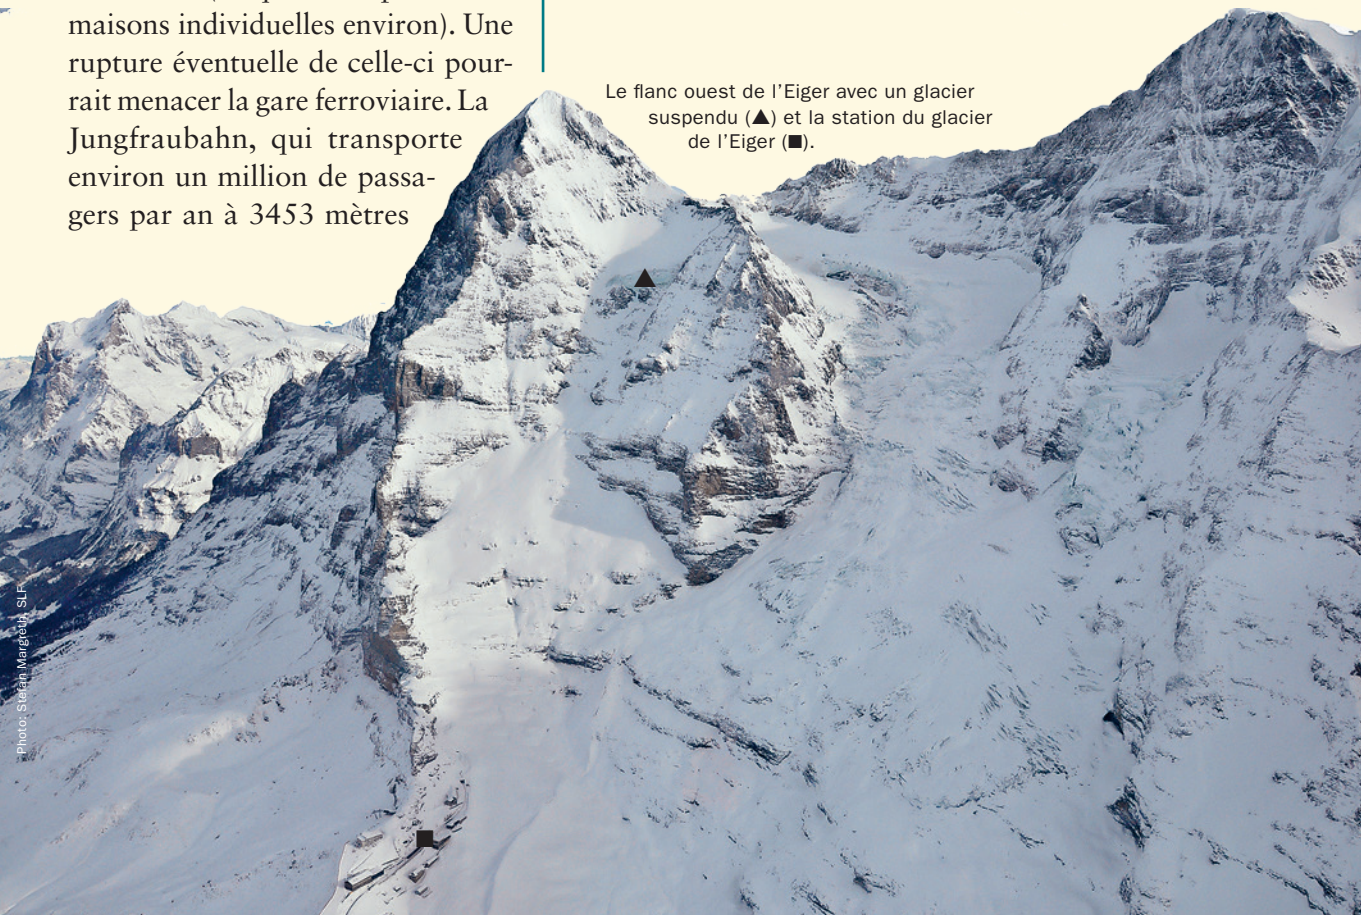 maisons individuelles environ). Une
rupture éventuelle de celle-ci pour-
rait menacer la gare ferroviaire. La
Jungfraubahn, qui transporte
environ un million de passa-
gers par an à 3453 mètres
Le flanc ouest de l'Eiger avec un glacier
suspendu (▲) et la station du glacier
de l'Eiger (■).
Photo: Stefan Margreth, SLF